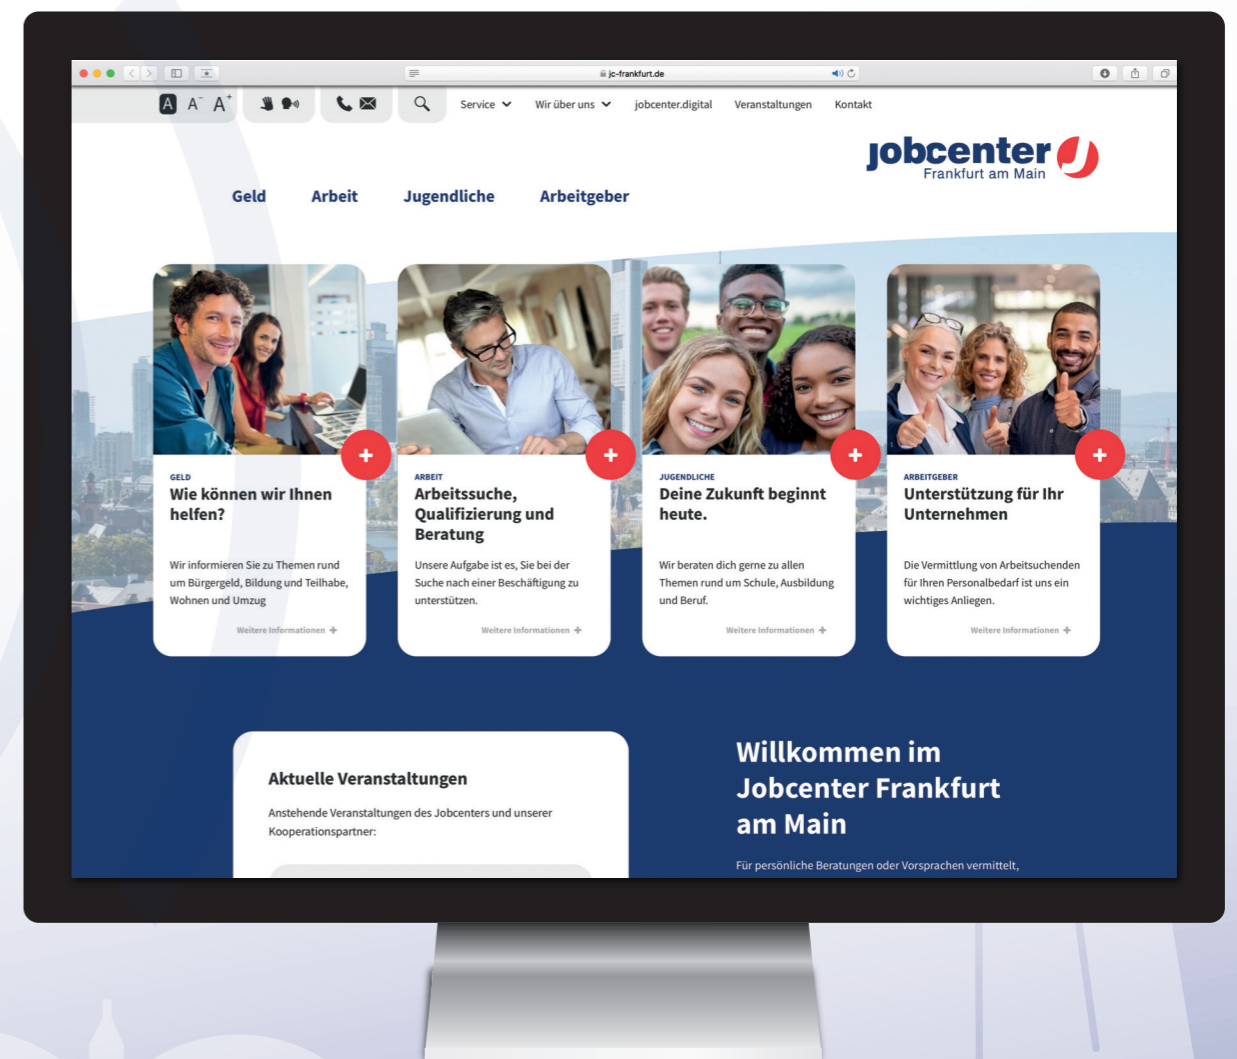 jc-frankfurt.de
A A- A+
Service Wir über uns jobcenter.digital Veranstaltungen Kontakt
jobcenter
Frankfurt am Main
Geld Arbeit Jugendliche Arbeitgeber
GELD
Wie können wir Ihnen
helfen?
Wir informieren Sie zu Themen rund
um Bürgergeld, Bildung und Teilhabe,
Wohnen und Umzug
Weitere Informationen +
ARBEIT
Arbeitssuche,
Qualifizierung und
Beratung
Unsere Aufgabe ist es, Sie bei der
Suche nach einer Beschäftigung zu
unterstützen.
Weitere Informationen +
JUGENDLICHE
Deine Zukunft beginnt
heute.
Wir beraten dich gerne zu allen
Themen rund um Schule, Ausbildung
und Beruf.
Weitere Informationen +
ARBEITGEBER
Unterstützung für Ihr
Unternehmen
Die Vermittlung von Arbeitsuchenden
für Ihren Personalbedarf ist uns ein
wichtiges Anliegen.
Weitere Informationen +
Aktuelle Veranstaltungen
Anstehende Veranstaltungen des Jobcenters und unserer
Kooperationspartner:
Willkommen im
Jobcenter Frankfurt
am Main
Für persönliche Beratungen oder Vorsprachen vermittelt,